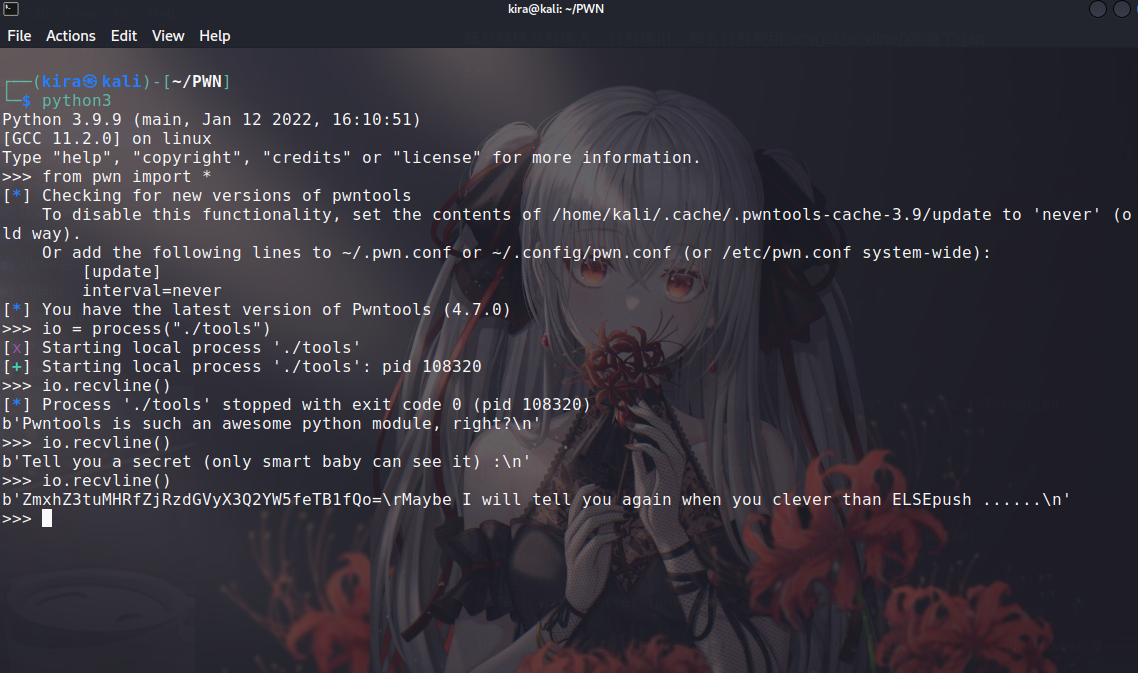 kira@kali: ~/PWN
File Actions Edit View Help
┌──(kira㉿kali)-[~/PWN]
└─$ python3
Python 3.9.9 (main, Jan 12 2022, 16:10:51)
[GCC 11.2.0] on linux
Type "help", "copyright", "credits" or "license" for more information.
>>> from pwn import *
[*] Checking for new versions of pwntools
    To disable this functionality, set the contents of /home/kali/.cache/.pwntools-cache-3.9/update to 'never' (o
ld way).
    Or add the following lines to ~/.pwn.conf or ~/.config/pwn.conf (or /etc/pwn.conf system-wide):
        [update]
        interval=never
[*] You have the latest version of Pwntools (4.7.0)
>>> io = process("./tools")
[x] Starting local process './tools'
[+] Starting local process './tools': pid 108320
>>> io.recvline()
[*] Process './tools' stopped with exit code 0 (pid 108320)
b'Pwntools is such an awesome python module, right?\n'
>>> io.recvline()
b'Tell you a secret (only smart baby can see it) :\n'
>>> io.recvline()
b'ZmxhZ3tuMHRfZjRzdGVyX3Q2YW5feTB1fQo=\rMaybe I will tell you again when you clever than ELSEpush ......\n'
>>>